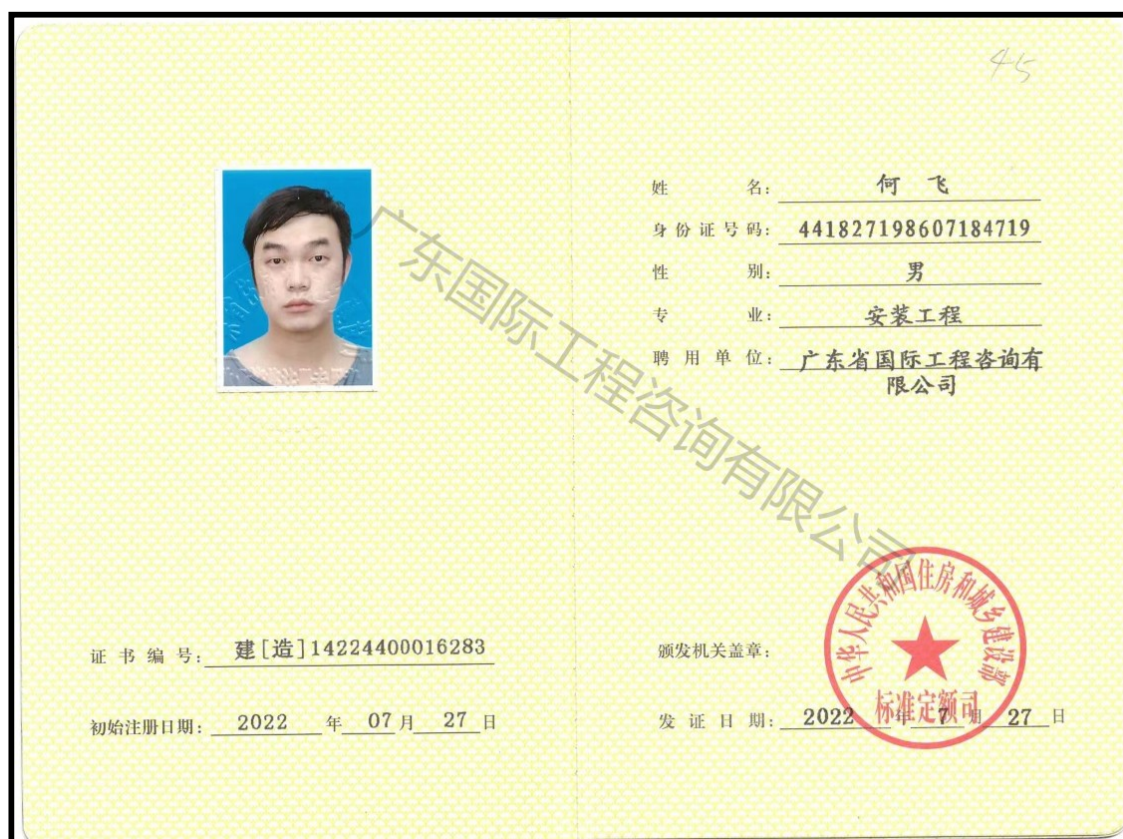 45
姓 名: 何 飞
身份证号码: 441827198607184719
性 别: 男
专 业: 安装工程
聘用单位: 广东省国际工程咨询有
限公司
广东国际工程咨询有限公司
证书编号: 建[造]14224400016283
初始注册日期: 2022 年 07 月 27 日
颁发机关盖章:
中华人民共和国住房和城乡建设部
标准定额司
发证日期: 2022 年 7 月 27 日